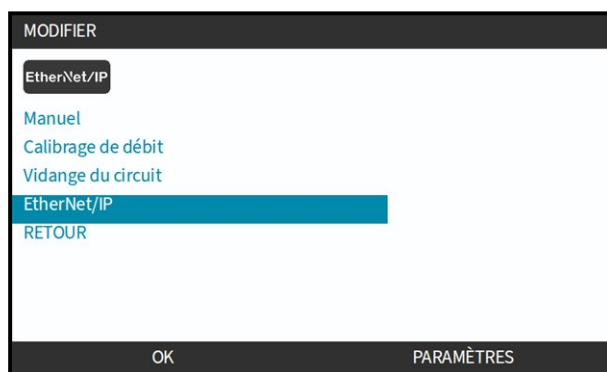 MODIFIER
EtherNet/IP
Manuel
Calibrage de débit
Vidange du circuit
EtherNet/IP
RETOUR
OK PARAMÈTRES